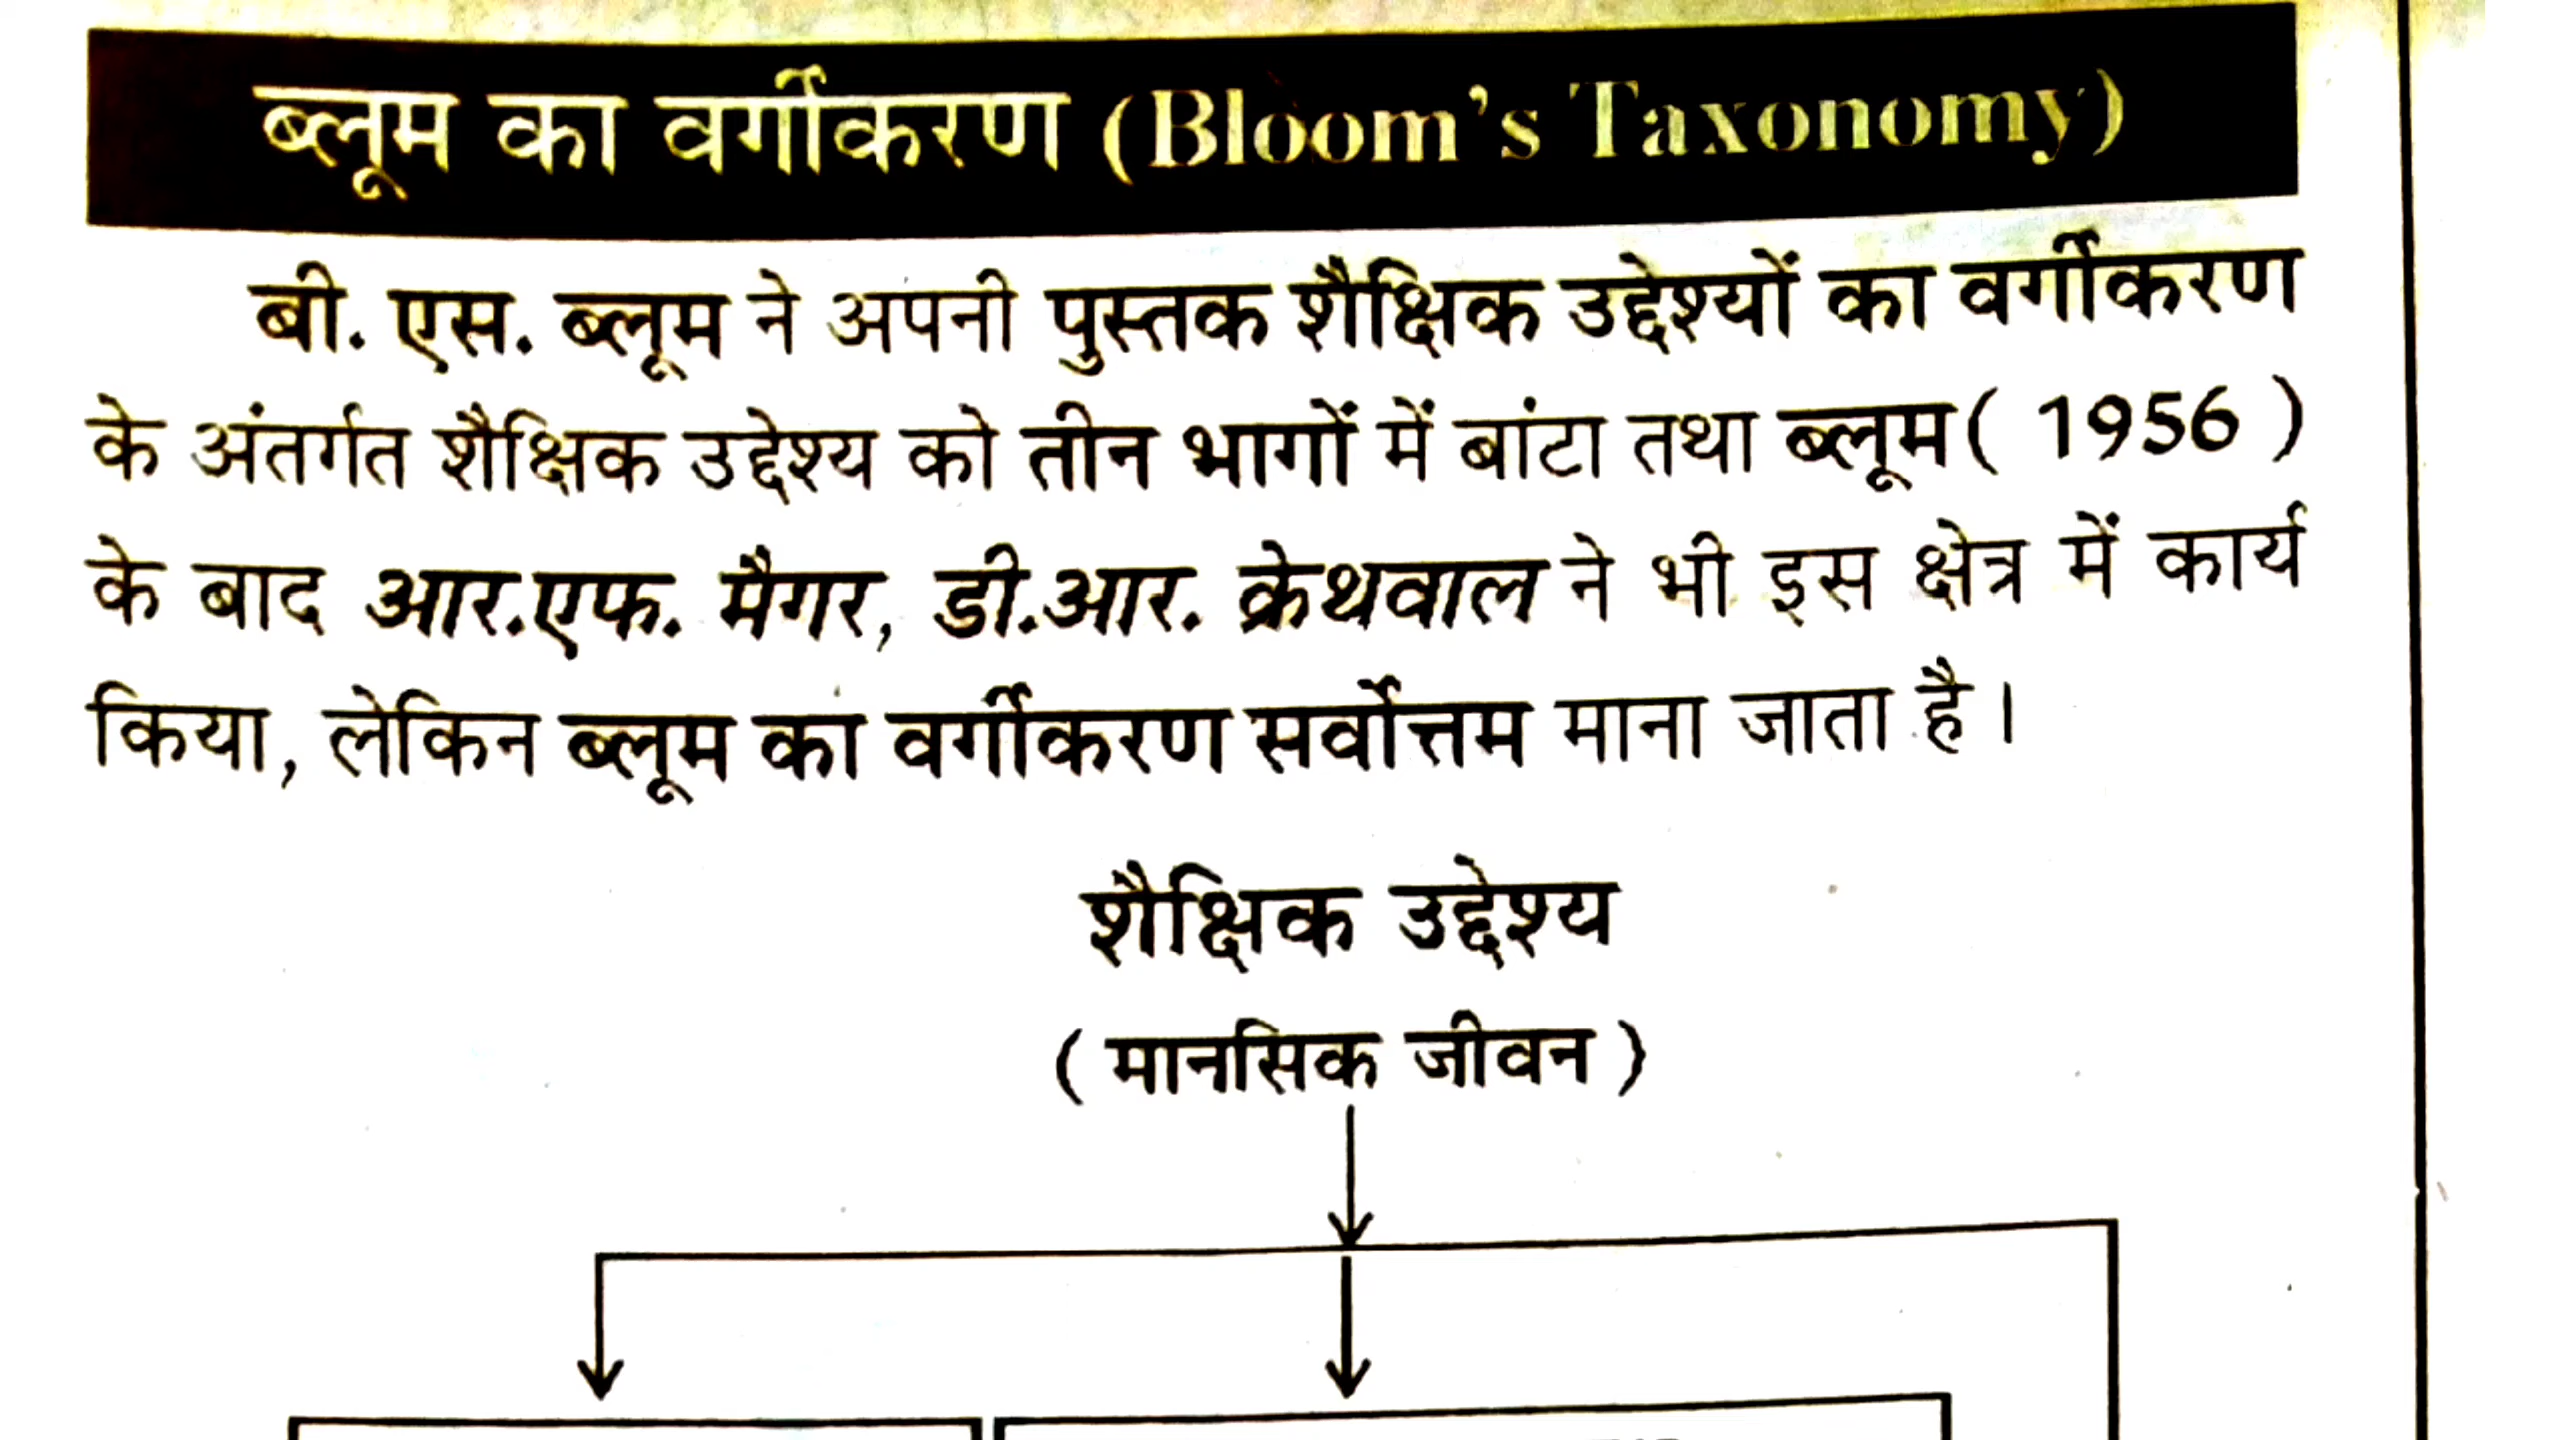 ब्लूम का वर्गीकरण (Bloom's Taxonomy)
बी. एस. ब्लूम ने अपनी पुस्तक शैक्षिक उद्देश्यों का वर्गीकरण
के अंतर्गत शैक्षिक उद्देश्य को तीन भागों में बांटा तथा ब्लूम( 1956 )
के बाद आर.एफ. मैगर, डी.आर. क्रेथवाल ने भी इस क्षेत्र में कार्य
किया, लेकिन ब्लूम का वर्गीकरण सर्वोत्तम माना जाता है।
शैक्षिक उद्देश्य
( मानसिक जीवन )